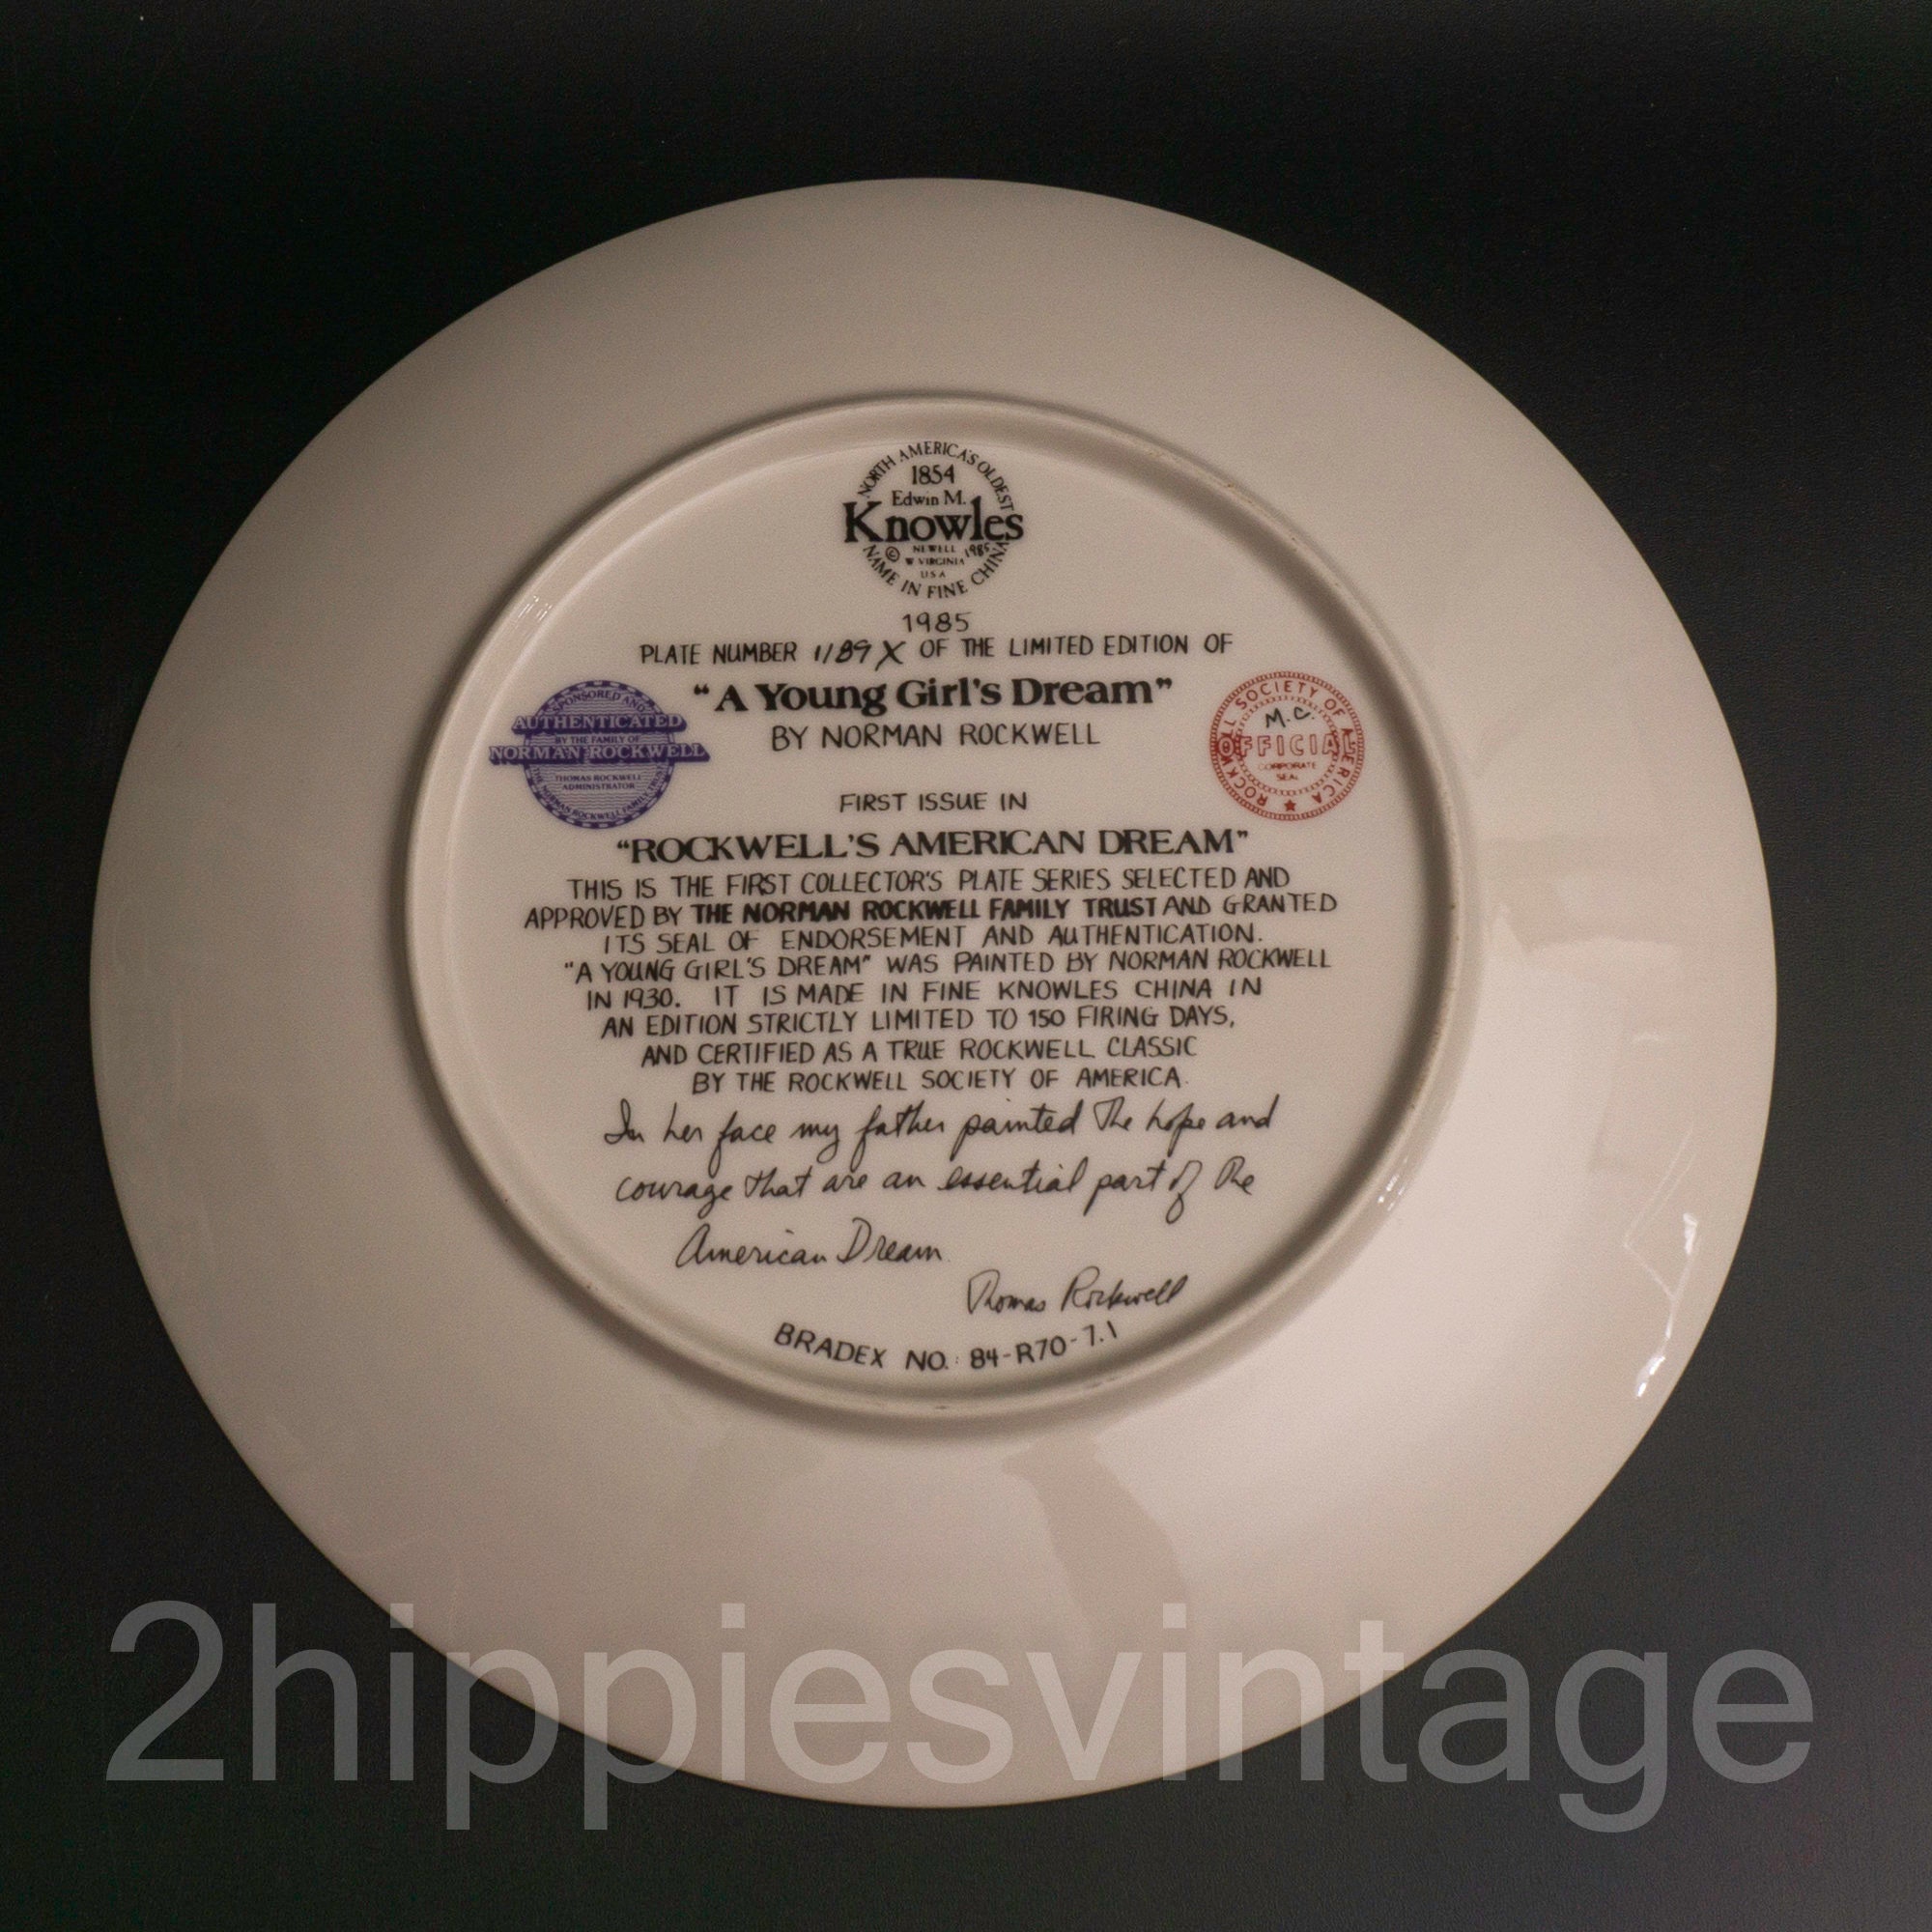 NORTH AMERICA'S OLDEST
1854
Edwin M.
Knowles
© NEWELL 1985
W VIRGINIA
USA
NAME IN FINE CHINA
1985
PLATE NUMBER 1189X OF THE LIMITED EDITION OF
"A Young Girl's Dream"
BY NORMAN ROCKWELL
SPONSORED AND
AUTHENTICATED
BY THE FAMILY OF
NORMAN ROCKWELL
THOMAS ROCKWELL
ADMINISTRATOR
NORMAN ROCKWELL FAMILY TRUST
ROCKWELL SOCIETY OF AMERICA
M.C.
OFFICIAL
CORPORATE
SEAL
FIRST ISSUE IN
"ROCKWELL'S AMERICAN DREAM"
THIS IS THE FIRST COLLECTOR'S PLATE SERIES SELECTED AND
APPROVED BY THE NORMAN ROCKWELL FAMILY TRUST AND GRANTED
ITS SEAL OF ENDORSEMENT AND AUTHENTICATION.
"A YOUNG GIRL'S DREAM" WAS PAINTED BY NORMAN ROCKWELL
IN 1930. IT IS MADE IN FINE KNOWLES CHINA IN
AN EDITION STRICTLY LIMITED TO 150 FIRING DAYS,
AND CERTIFIED AS A TRUE ROCKWELL CLASSIC
BY THE ROCKWELL SOCIETY OF AMERICA.
In her face my father painted the hope and
courage that are an essential part of the
American Dream.
Thomas Rockwell
BRADEX NO.: 84-R70-7.1
2hippiesvintage